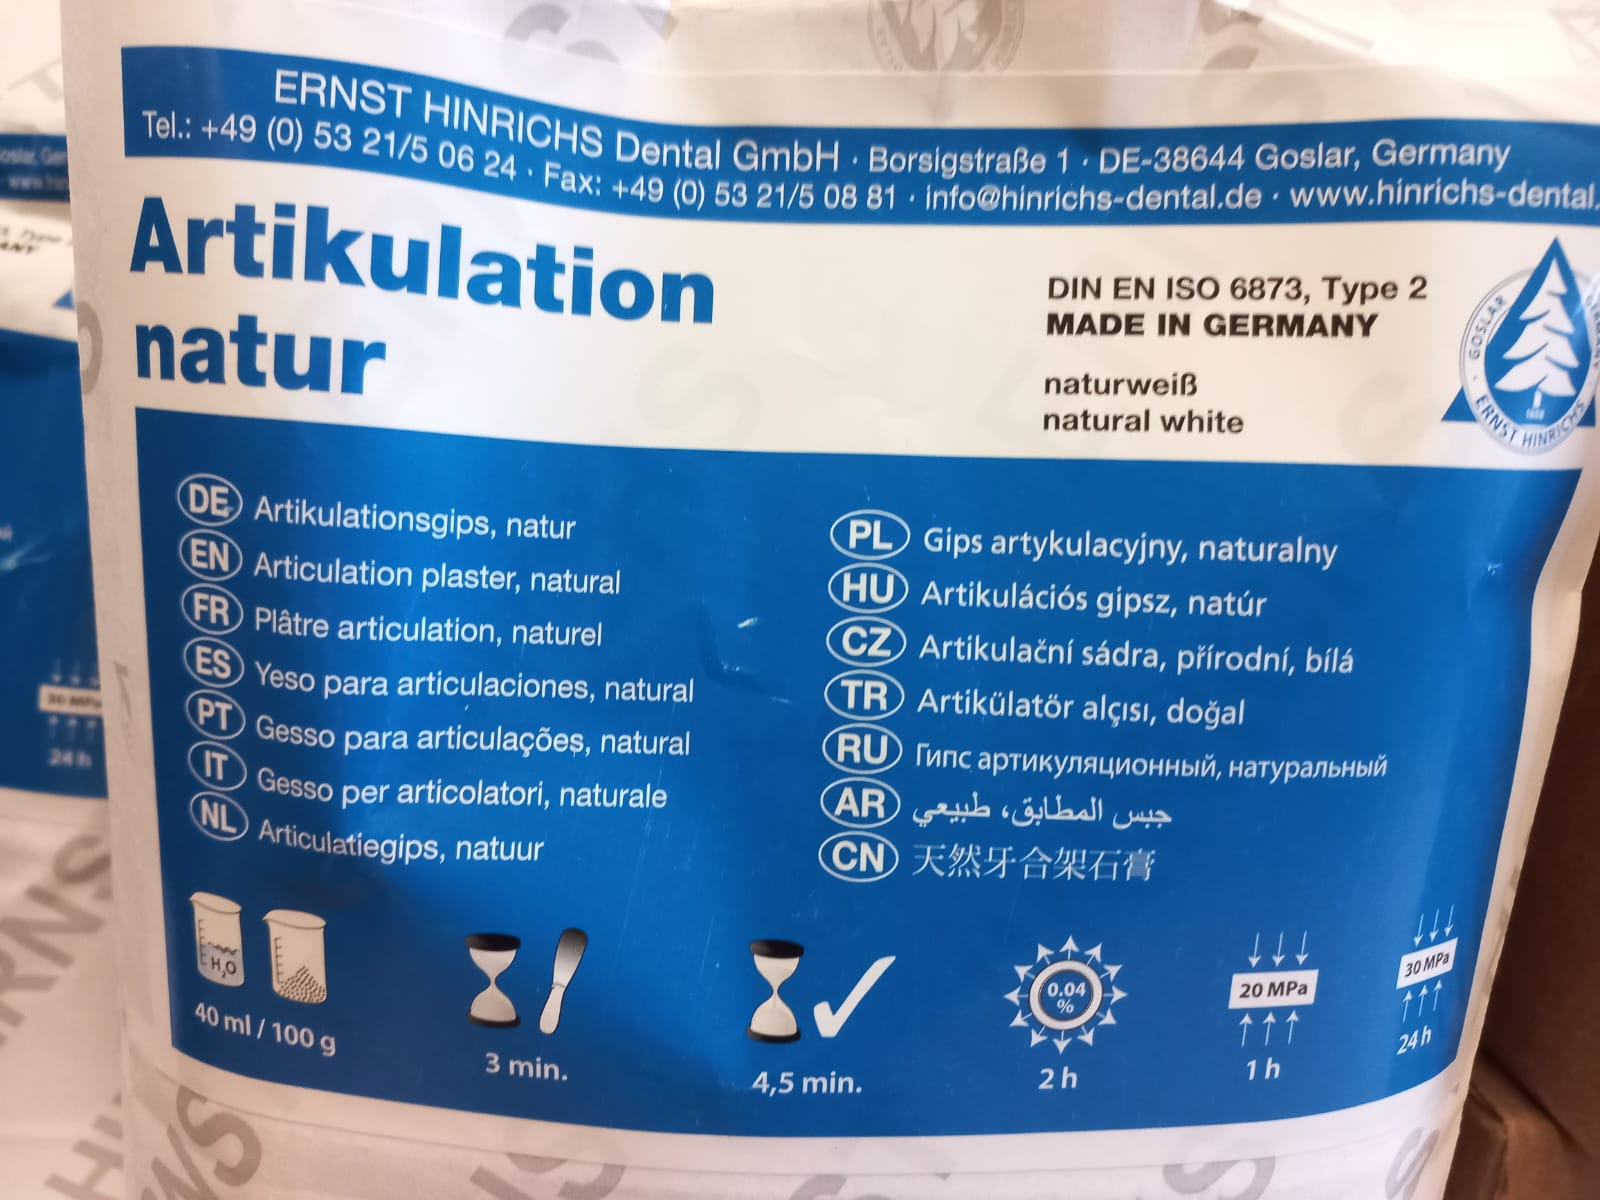 ERNST HINRICHS Dental GmbH · Borsigstraße 1 · DE-38644 Goslar, Germany
Tel.: +49 (0) 53 21/5 06 24 · Fax: +49 (0) 53 21/5 08 81 · info@hinrichs-dental.de · www.hinrichs-dental.
Artikulation
natur
DIN EN ISO 6873, Type 2
MADE IN GERMANY
naturweiß
natural white
GOSLAR · GERMANY
ERNST HINRICHS
DE Artikulationsgips, natur
EN Articulation plaster, natural
FR Plâtre articulation, naturel
ES Yeso para articulaciones, natural
PT Gesso para articulações, natural
IT Gesso per articolatori, naturale
NL Articulatiegips, natuur
PL Gips artykulacyjny, naturalny
HU Artikulációs gipsz, natúr
CZ Artikulační sádra, přírodní, bílá
TR Artikülatör alçısı, doğal
RU Гипс артикуляционный, натуральный
AR جبس المطابق، طبيعي
CN 天然牙合架石膏
H₂O
40 ml / 100 g
3 min.
4,5 min.
0.04
%
2 h
20 MPa
1 h
30 MPa
24 h
30 MPa
24 h